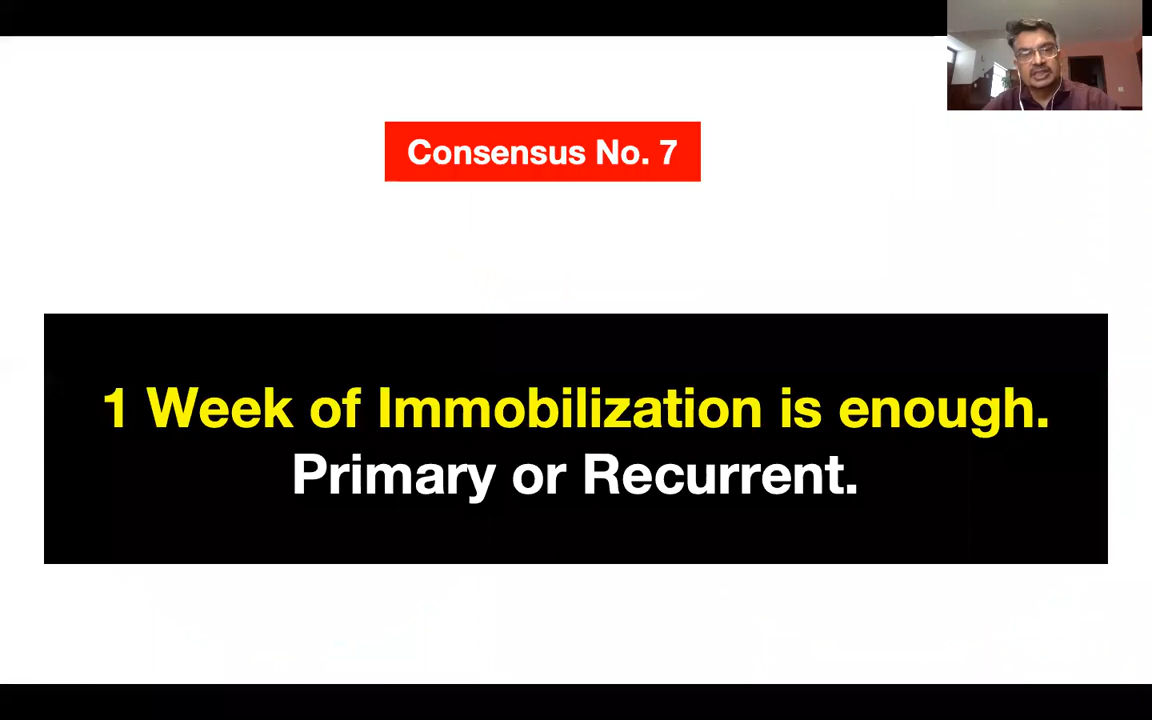 Consensus No. 7
1 Week of Immobilization is enough.
Primary or Recurrent.